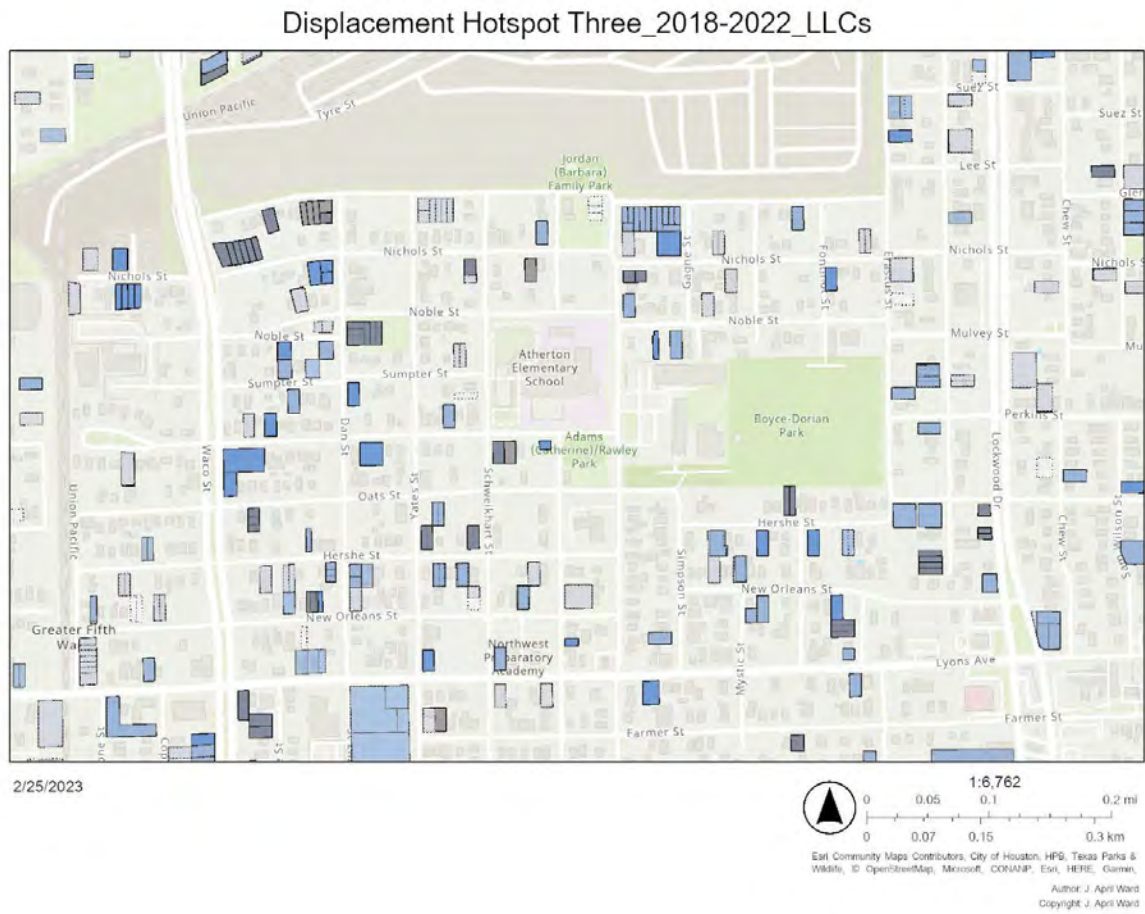 Displacement Hotspot Three_2018-2022_LLCs
Union Pacific
Tyre St
Suez St
Suez St
Jordan
(Barbara)
Family Park
Lee St
Chew St
Nichols St
Nichols St
Nichols St
Nichols St
Gagne St
Noble St
Noble St
Noble St
Mulvey St
Atherton
Elementary
School
Sumpter St
Sumpter St
Perkins St
Boyce-Dorian
Park
Adams
(Catherine)/Rawley
Park
Dan St
Waco St
Yates St
Schweikhart St
Lockwood Dr
Oats St
Union Pacific
Hershe St
Hershe St
Chew St
Simpson St
New Orleans St
New Orleans St
Greater Fifth
Northwest
Preparatory
Academy
Mystic St
Lyons Ave
Farmer St
Farmer St
2/25/2023
1:6,762
0 0.05 0.1 0.2 mi
0 0.07 0.15 0.3 km
Esri Community Maps Contributors, City of Houston, HPB, Texas Parks &
Wildlife, © OpenStreetMap, Microsoft, CONANP, Esri, HERE, Garmin,
Author: J. April Ward
Copyright: J. April Ward